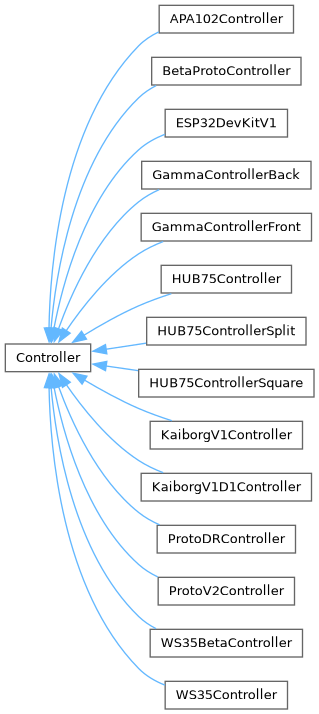 APA102Controller
BetaProtoController
ESP32DevKitV1
GammaControllerBack
GammaControllerFront
HUB75Controller
HUB75ControllerSplit
Controller
HUB75ControllerSquare
KaiborgV1Controller
KaiborgV1D1Controller
ProtoDRController
ProtoV2Controller
WS35BetaController
WS35Controller